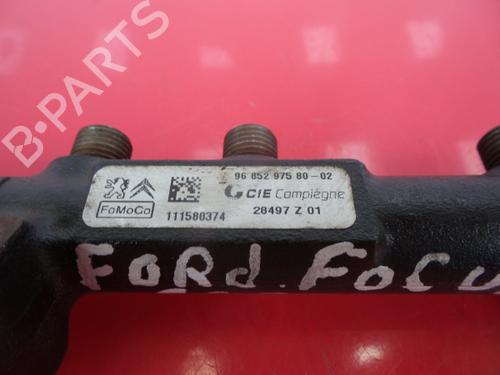 B-PARTS
96 852 975 80-02
CIE Compiègne
FoMoCo
111580374
28497 Z 01
FORd. FOCU